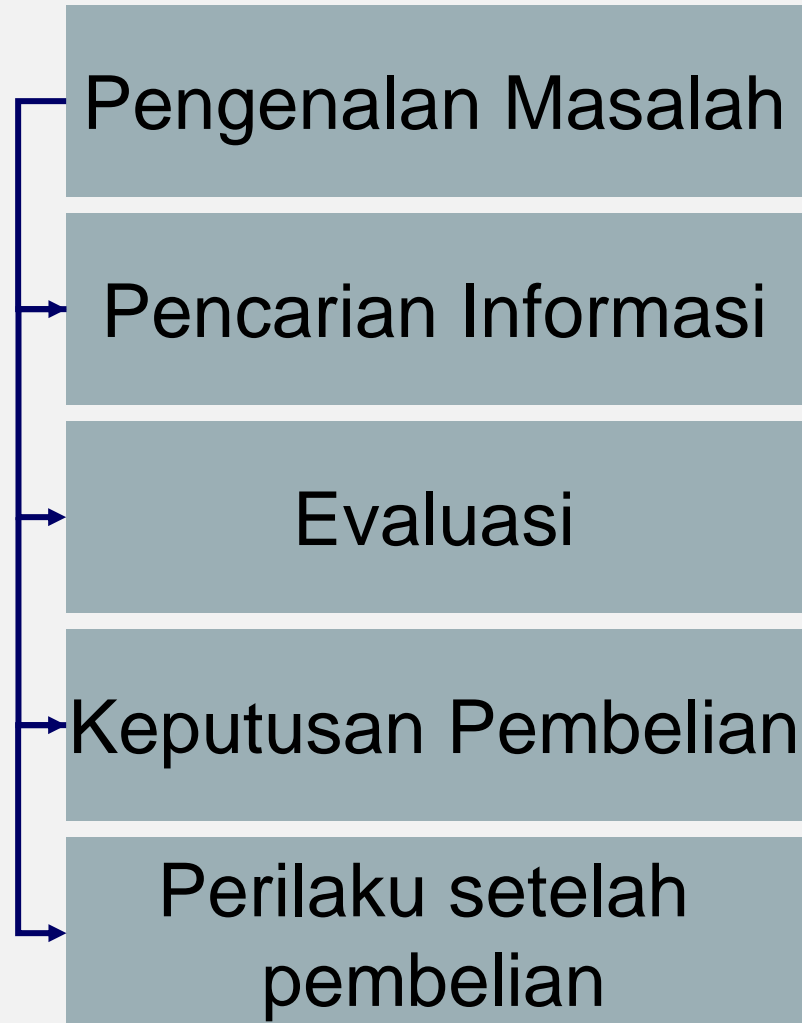 Pengenalan Masalah
Pencarian Informasi
Evaluasi
Keputusan Pembelian
Perilaku setelah
pembelian